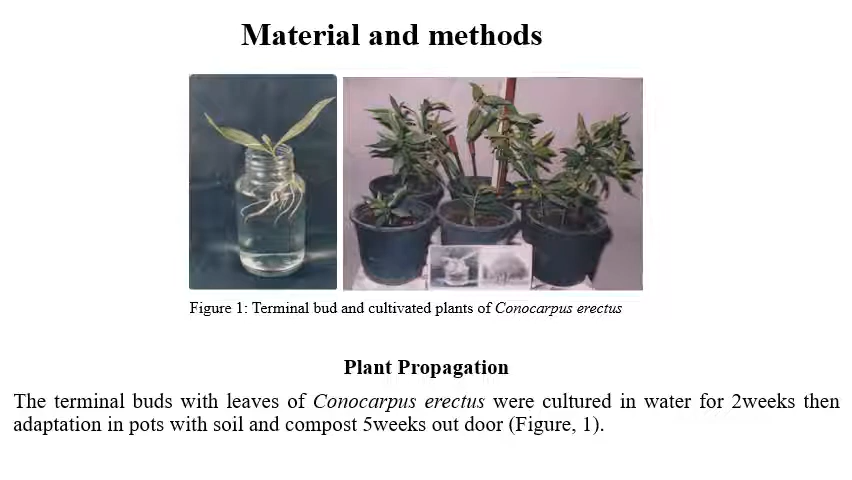 Material and methods
Figure 1: Terminal bud and cultivated plants of Conocarpus erectus
Plant Propagation
The terminal buds with leaves of Conocarpus erectus were cultured in water for 2weeks then
adaptation in pots with soil and compost 5weeks out door (Figure, 1).